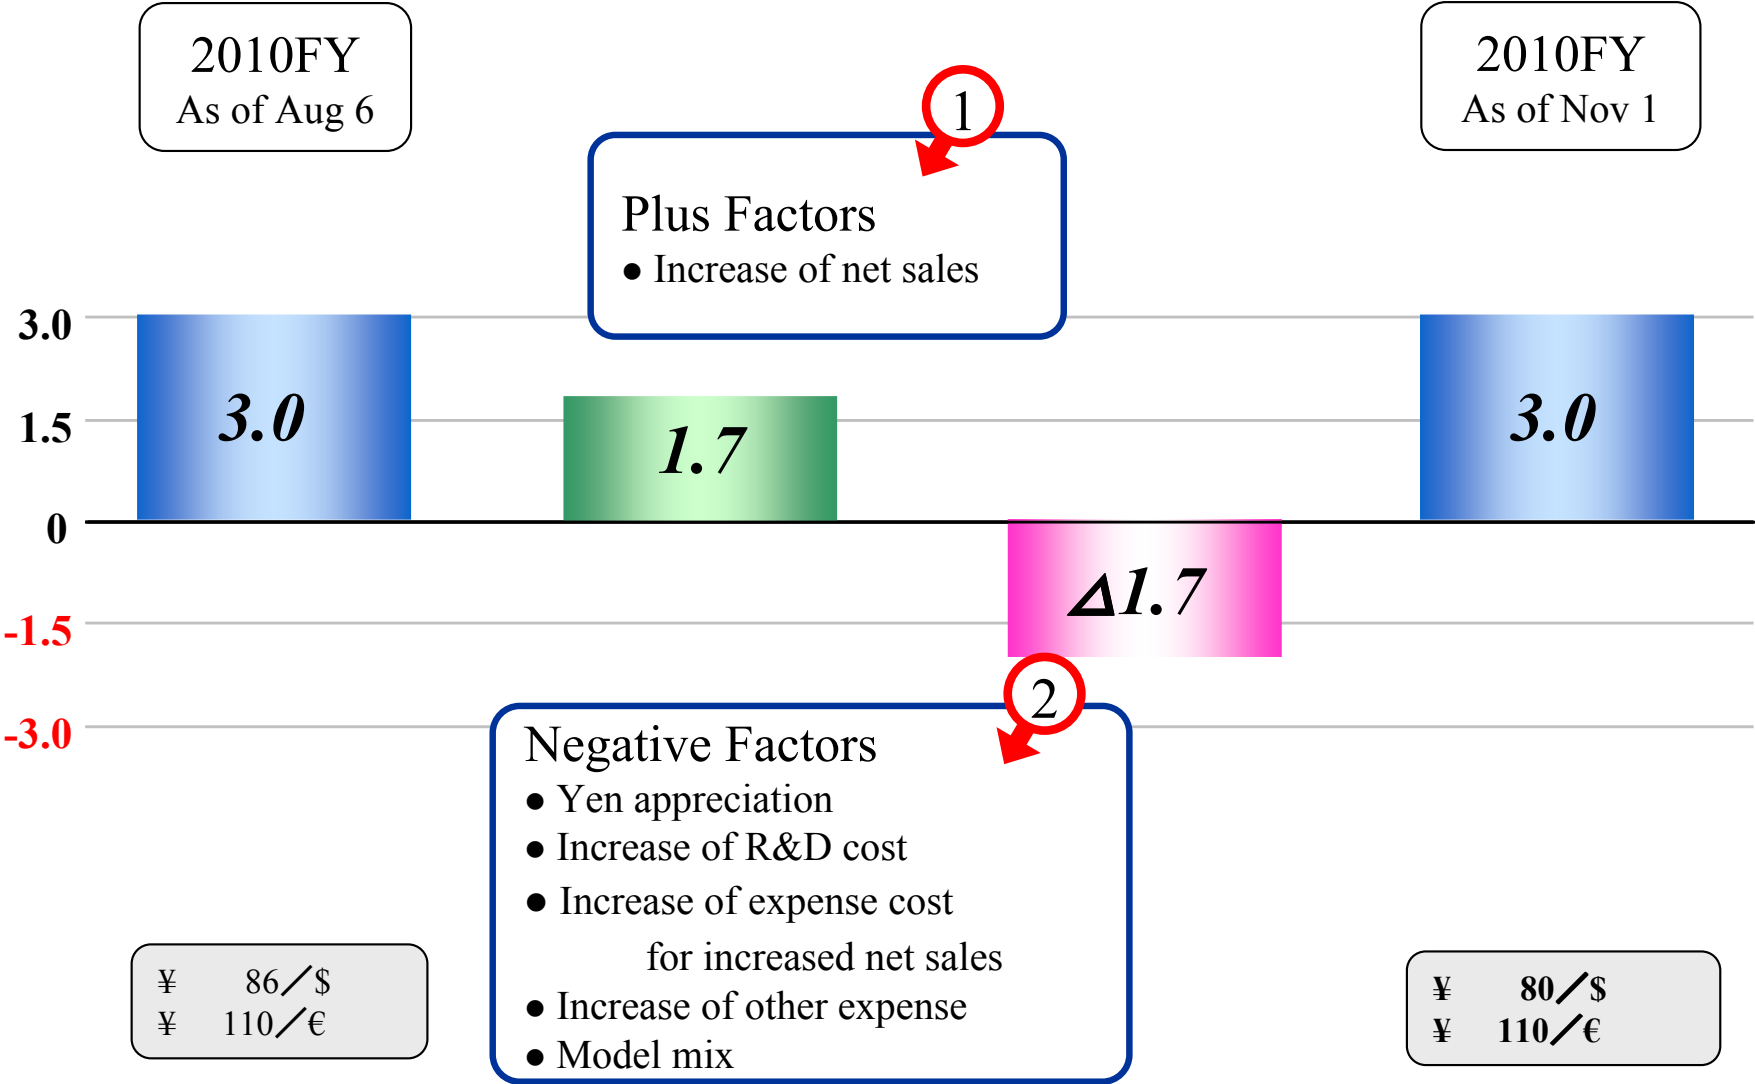 2010FY
As of Aug 6
2010FY
As of Nov 1
1
Plus Factors
● Increase of net sales
3.0
1.5
0
-1.5
-3.0
3.0
1.7
Δ1.7
3.0
2
Negative Factors
● Yen appreciation
● Increase of R&D cost
● Increase of expense cost
for increased net sales
● Increase of other expense
● Model mix
¥ 86／$
¥ 110／€
¥ 80／$
¥ 110／€